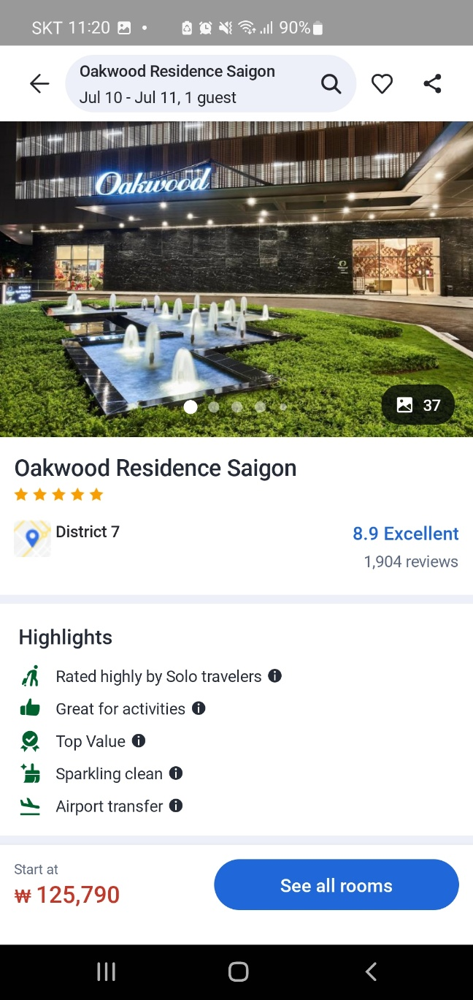 SKT 11:20 90%
Oakwood Residence Saigon
Jul 10 - Jul 11, 1 guest
Oakwood
37
Oakwood Residence Saigon
District 7
8.9 Excellent
1,904 reviews
Highlights
Rated highly by Solo travelers
Great for activities
Top Value
Sparkling clean
Airport transfer
Start at
₩ 125,790
See all rooms